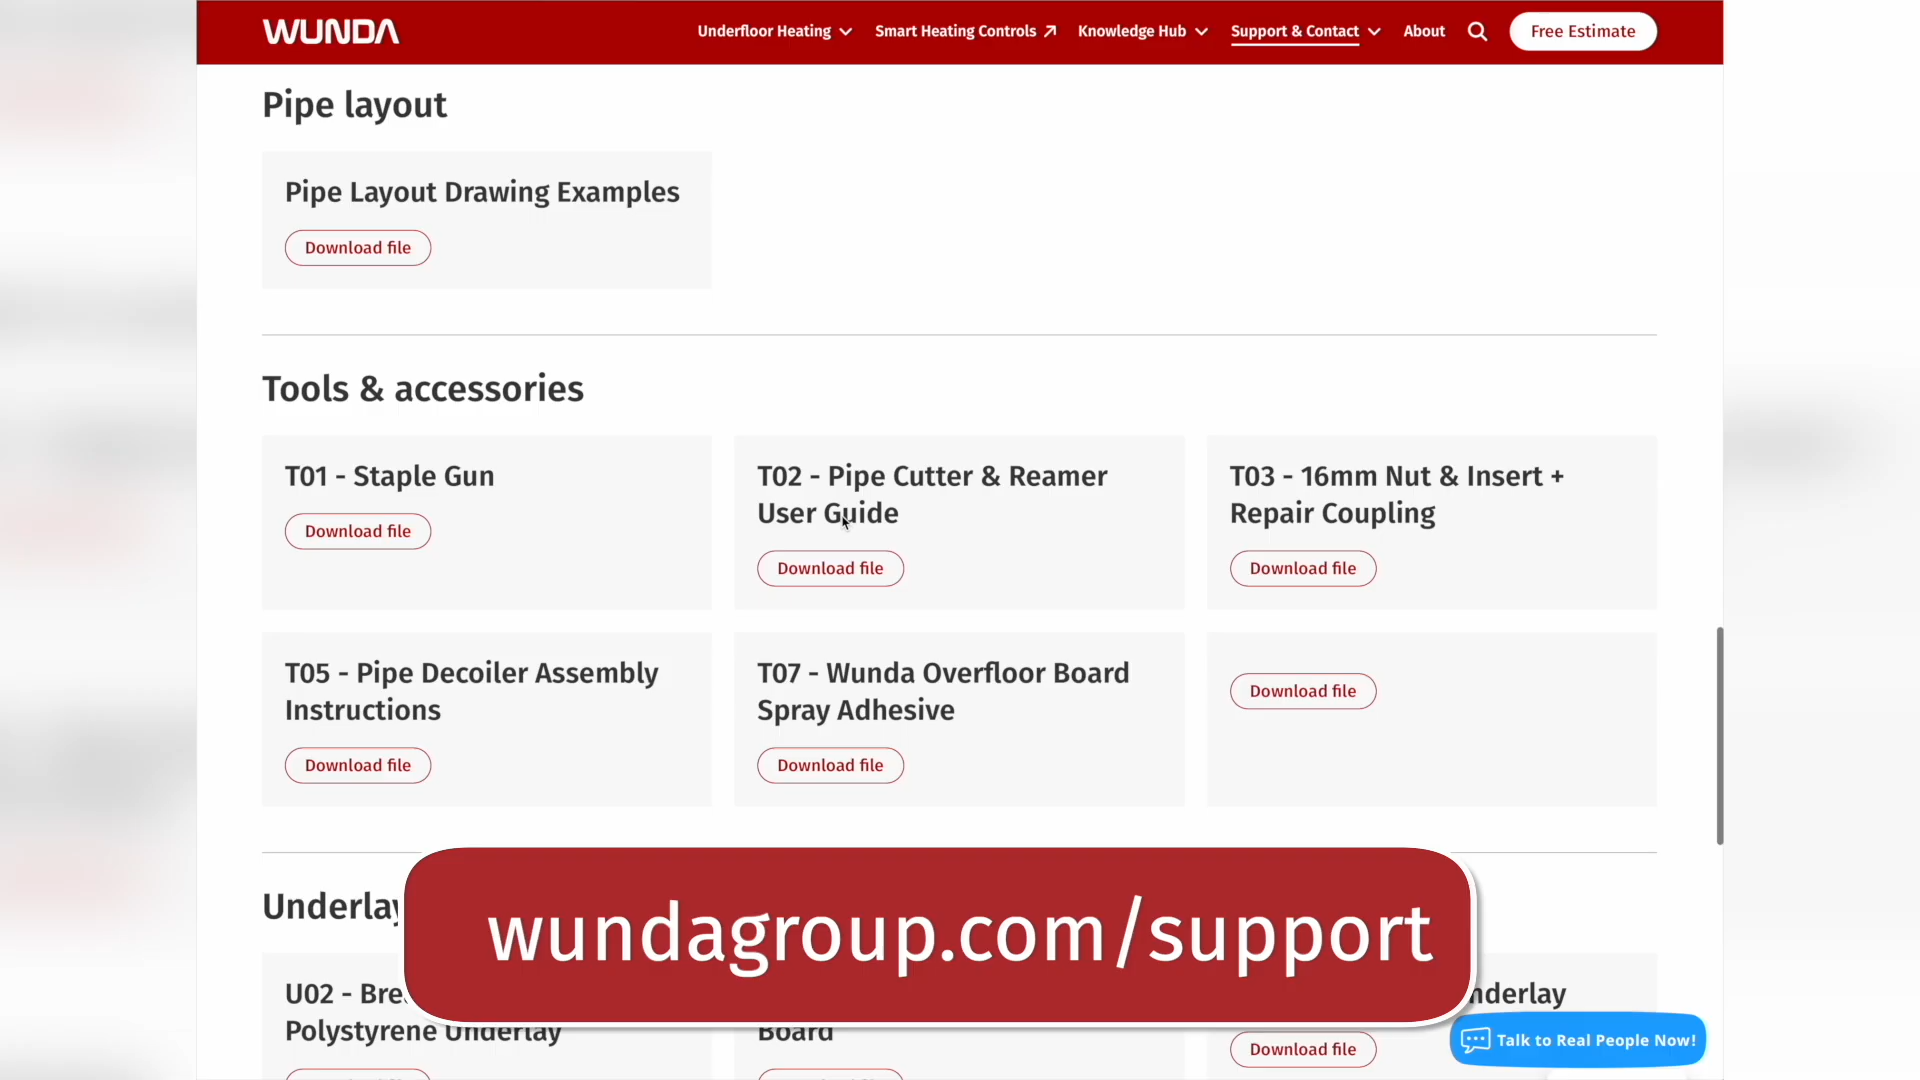 WUNDA
Underfloor Heating
Smart Heating Controls
Knowledge Hub
Support & Contact
About
Free Estimate
Pipe layout
Pipe Layout Drawing Examples
Download file
Tools & accessories
T01 - Staple Gun
Download file
T02 - Pipe Cutter & Reamer
User Guide
Download file
T03 - 16mm Nut & Insert +
Repair Coupling
Download file
T05 - Pipe Decoiler Assembly
Instructions
Download file
T07 - Wunda Overfloor Board
Spray Adhesive
Download file
Download file
wundagroup.com/support
U02 -
Polystyrene Underlay
Board
Download file
Talk to Real People Now!